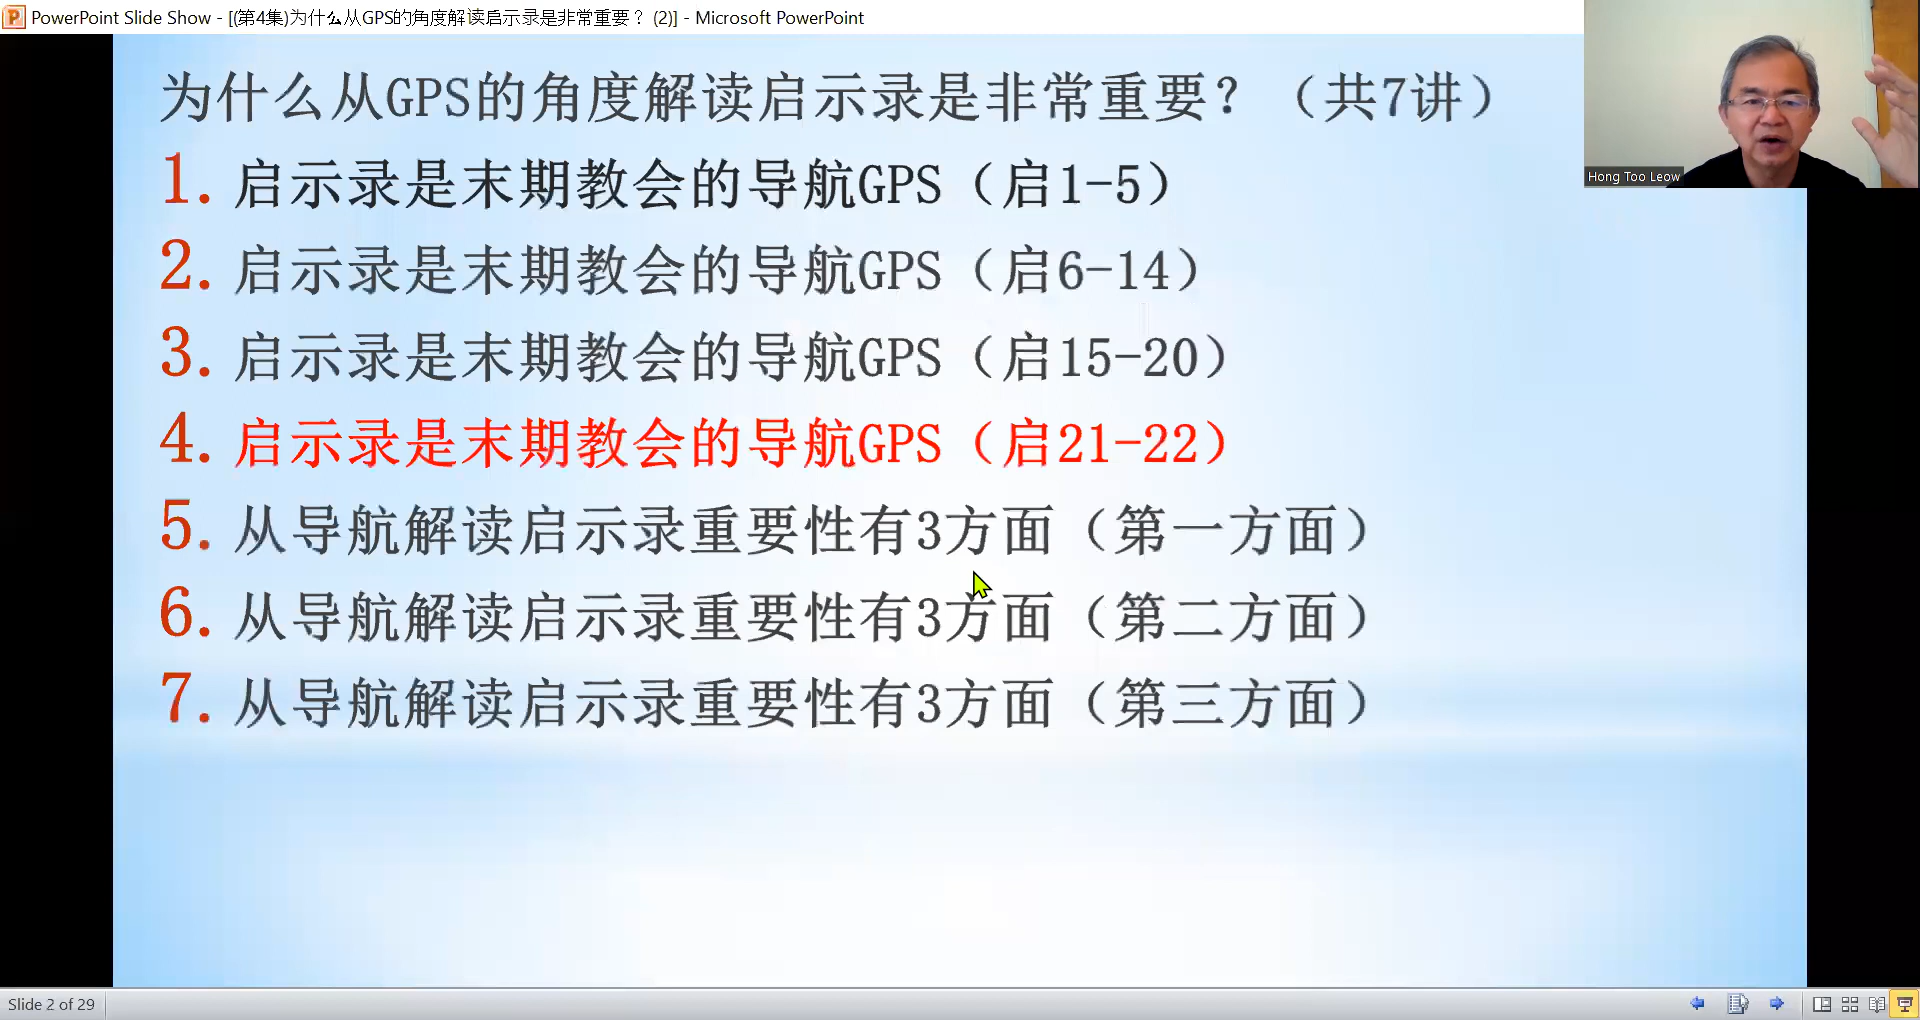 PowerPoint Slide Show - [(第4集)为什么从GPS的角度解读启示录是非常重要？ (2)] - Microsoft PowerPoint
为什么从GPS的角度解读启示录是非常重要？（共7讲）
1. 启示录是末期教会的导航GPS（启1-5）
2. 启示录是末期教会的导航GPS（启6-14）
3. 启示录是末期教会的导航GPS（启15-20）
4. 启示录是末期教会的导航GPS（启21-22）
5. 从导航解读启示录重要性有3方面（第一方面）
6. 从导航解读启示录重要性有3方面（第二方面）
7. 从导航解读启示录重要性有3方面（第三方面）
Hong Too Leow
Slide 2 of 29